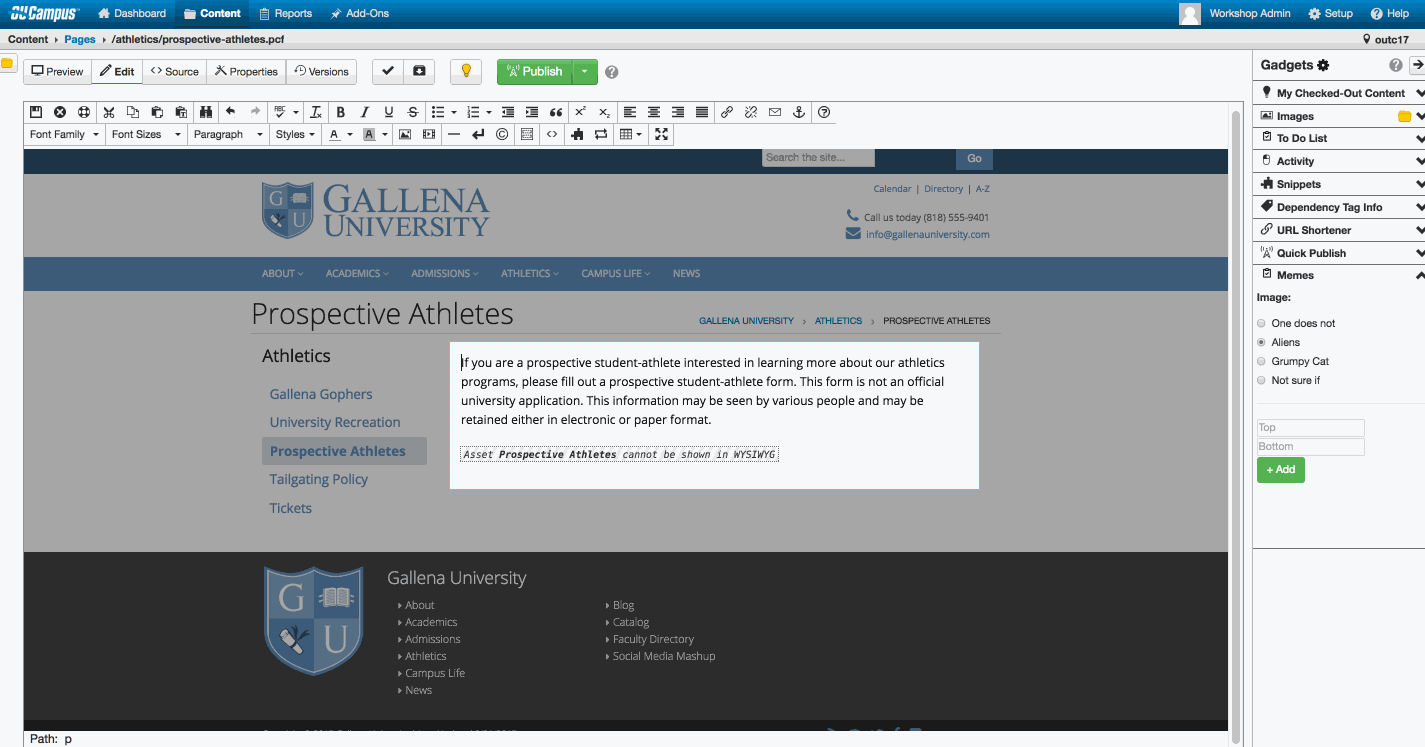 OU Campus Dashboard Content Reports Add-Ons Workshop Admin Setup Help
Content Pages /athletics/prospective-athletes.pcf outc17
Preview Edit Source Properties Versions Publish
Font Family Font Sizes Paragraph Styles
Search the site... Go
GALLENA
UNIVERSITY
G
U
Calendar | Directory | A-Z
Call us today (818) 555-9401
info@gallenauniversity.com
ABOUT ACADEMICS ADMISSIONS ATHLETICS CAMPUS LIFE NEWS
Prospective Athletes
GALLENA UNIVERSITY › ATHLETICS › PROSPECTIVE ATHLETES
Athletics
Gallena Gophers
University Recreation
Prospective Athletes
Tailgating Policy
Tickets
If you are a prospective student-athlete interested in learning more about our athletics
programs, please fill out a prospective student-athlete form. This form is not an official
university application. This information may be seen by various people and may be
retained either in electronic or paper format.
Asset Prospective Athletes cannot be shown in WYSIWYG
G
U
Gallena University
About
Academics
Admissions
Athletics
Campus Life
News
Blog
Catalog
Faculty Directory
Social Media Mashup
Path: p
Gadgets
My Checked-Out Content
Images
To Do List
Activity
Snippets
Dependency Tag Info
URL Shortener
Quick Publish
Memes
Image:
One does not
Aliens
Grumpy Cat
Not sure if
Top
Bottom
+ Add